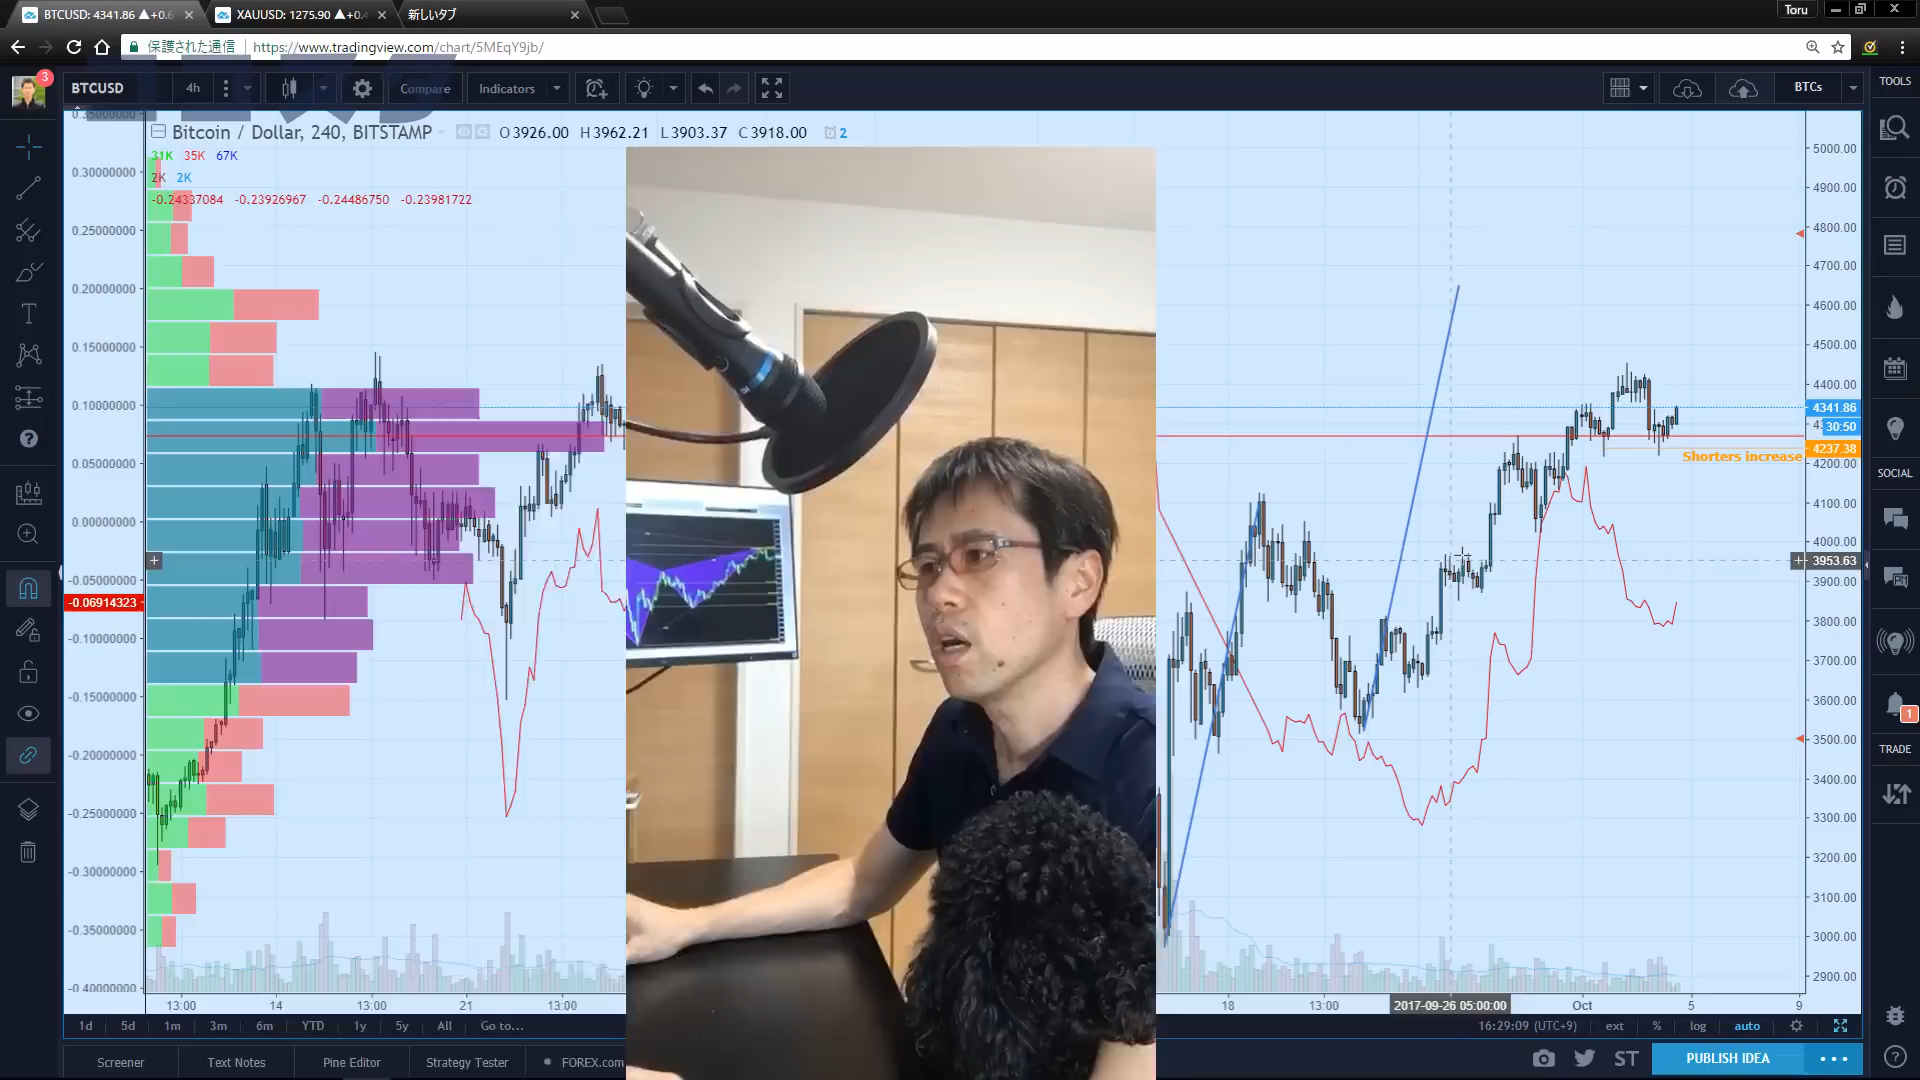 BTCUSD: 4341.86 ▲+0.6
XAUUSD: 1275.90 ▲+0.4
新しいタブ
Toru
保護された通信
https://www.tradingview.com/chart/5MEqY9jb/
3
BTCUSD
4h
Compare
Indicators
BTCs
TOOLS
Bitcoin / Dollar, 240, BITSTAMP
O3926.00 H3962.21 L3903.37 C3918.00
2
31K 35K 67K
2K 2K
-0.24337084 -0.23926967 -0.24486750 -0.23981722
0.35000000
0.30000000
0.25000000
0.20000000
0.15000000
0.10000000
0.05000000
0.00000000
-0.05000000
-0.06914323
-0.10000000
-0.15000000
-0.20000000
-0.25000000
-0.30000000
-0.35000000
-0.40000000
5000.00
4900.00
4800.00
4700.00
4600.00
4500.00
4400.00
4341.86
30:50
4237.38
Shorters increase
4200.00
4100.00
4000.00
3953.63
3900.00
3800.00
3700.00
3600.00
3500.00
3400.00
3300.00
3200.00
3100.00
3000.00
2900.00
SOCIAL
1
TRADE
13:00 14 13:00 21 13:00 18 13:00 2017-09-26 05:00:00 Oct 5 9
1d 5d 1m 3m 6m YTD 1y 5y All Go to...
16:29:09 (UTC+9) ext % log auto
Screener Text Notes Pine Editor Strategy Tester FOREX.com
ST PUBLISH IDEA